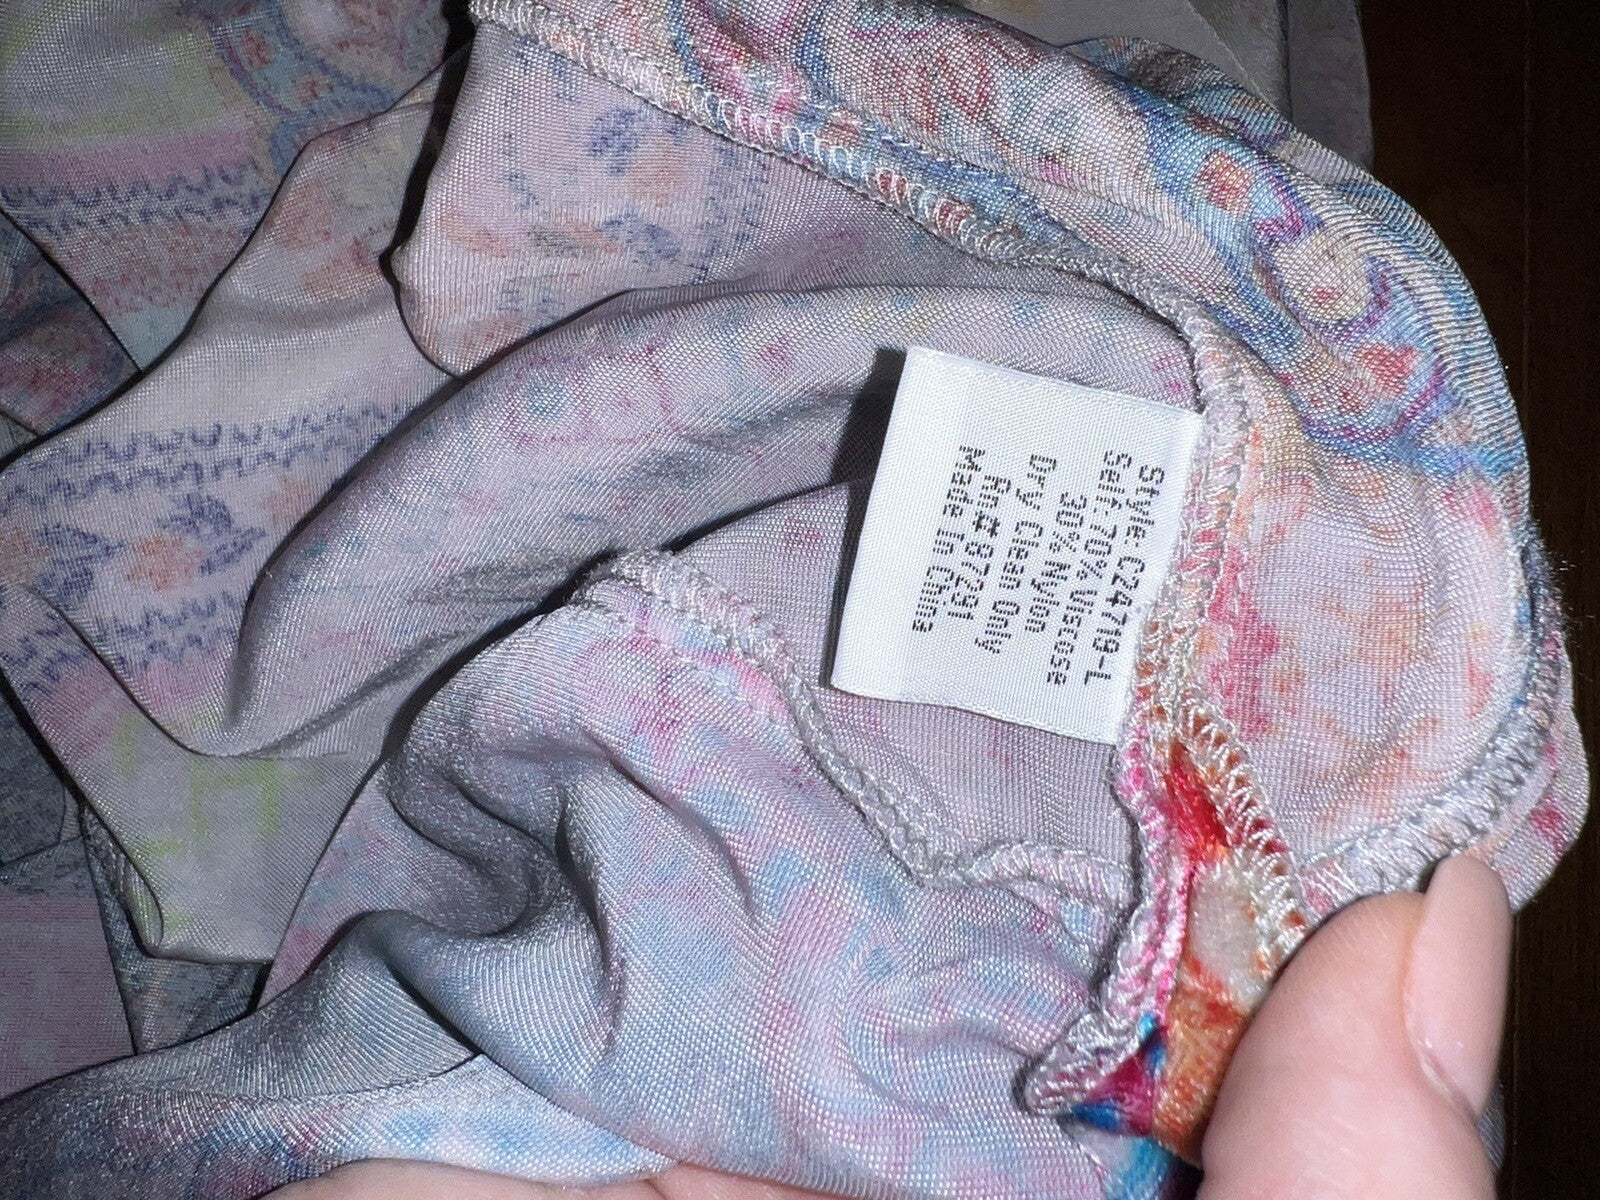 Style: C24719-L
Self: 70% Viscose
30% Nylon
Dry Clean Only
Rn#87291
Made In China